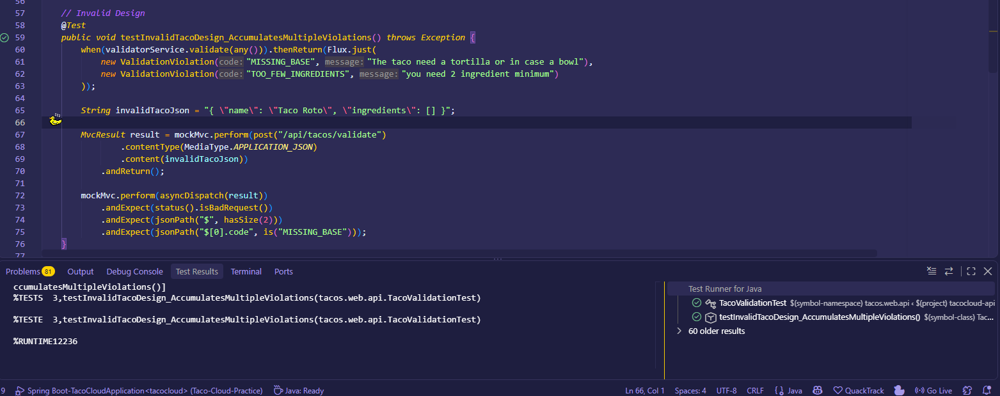 56
57 // Invalid Design
58 @Test
59 public void testInvalidTacoDesign_AccumulatesMultipleViolations() throws Exception {
60 when(validatorService.validate(any())).thenReturn(Flux.just(
61 new ValidationViolation(code: "MISSING_BASE", message: "The taco need a tortilla or in case a bowl"),
62 new ValidationViolation(code: "TOO_FEW_INGREDIENTS", message: "you need 2 ingredient minimum")
63 ));
64
65 String invalidTacoJson = "{ \"name\": \"Taco Roto\", \"ingredients\": [] }";
66
67 MvcResult result = mockMvc.perform(post("/api/tacos/validate")
68 .contentType(MediaType.APPLICATION_JSON)
69 .content(invalidTacoJson))
70 .andReturn();
71
72 mockMvc.perform(asyncDispatch(result))
73 .andExpect(status().isBadRequest())
74 .andExpect(jsonPath("$", hasSize(2)))
75 .andExpect(jsonPath("$[0].code", is("MISSING_BASE")));
76 }
77
Problems 81 Output Debug Console Test Results Terminal Ports
ccumulatesMultipleViolations()]
%TESTS 3,testInvalidTacoDesign_AccumulatesMultipleViolations(tacos.web.api.TacoValidationTest)
%TESTE 3,testInvalidTacoDesign_AccumulatesMultipleViolations(tacos.web.api.TacoValidationTest)
%RUNTIME12236
Test Runner for Java
TacoValidationTest $(symbol-namespace) tacos.web.api ‹ $(project) tacocloud-api
testInvalidTacoDesign_AccumulatesMultipleViolations() $(symbol-class) Tac...
60 older results
9 Spring Boot-TacoCloudApplication<tacocloud> (Taco-Cloud-Practice) Java: Ready Ln 66, Col 1 Spaces: 4 UTF-8 CRLF {} Java QuackTrack Go Live